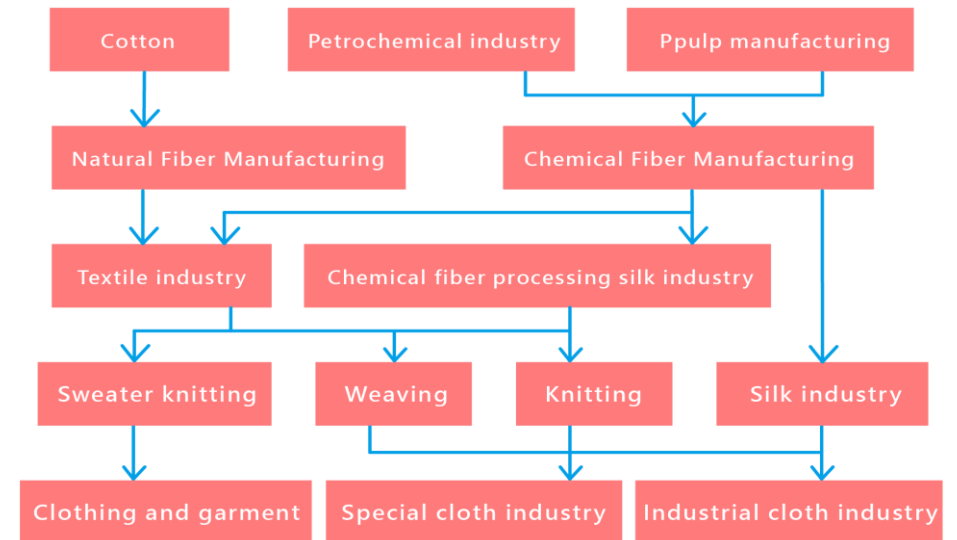 Cotton
Petrochemical industry
Ppulp manufacturing
Natural Fiber Manufacturing
Chemical Fiber Manufacturing
Textile industry
Chemical fiber processing silk industry
Sweater knitting
Weaving
Knitting
Silk industry
Clothing and garment
Special cloth industry
Industrial cloth industry